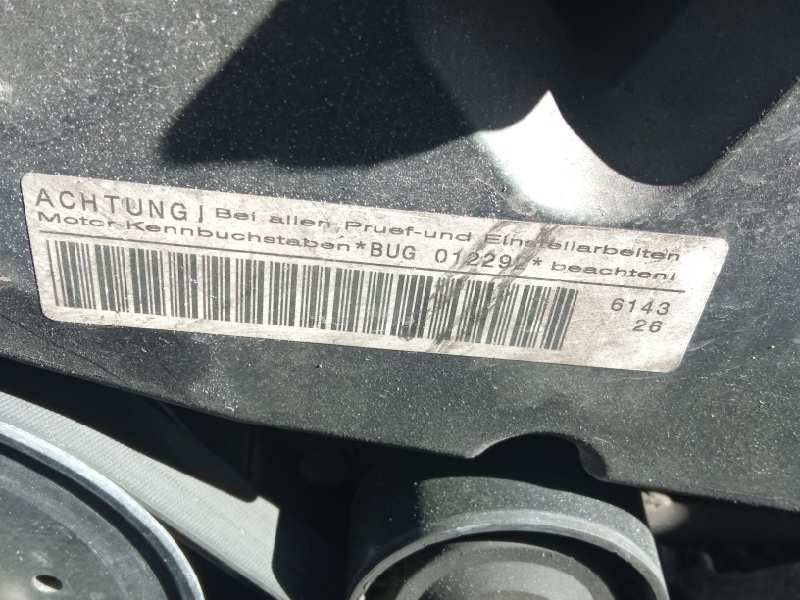 ACHTUNG! Bei allen Pruef-und Einstellarbeiten
Motor-Kennbuchstaben *BUG beachten!
6143
26